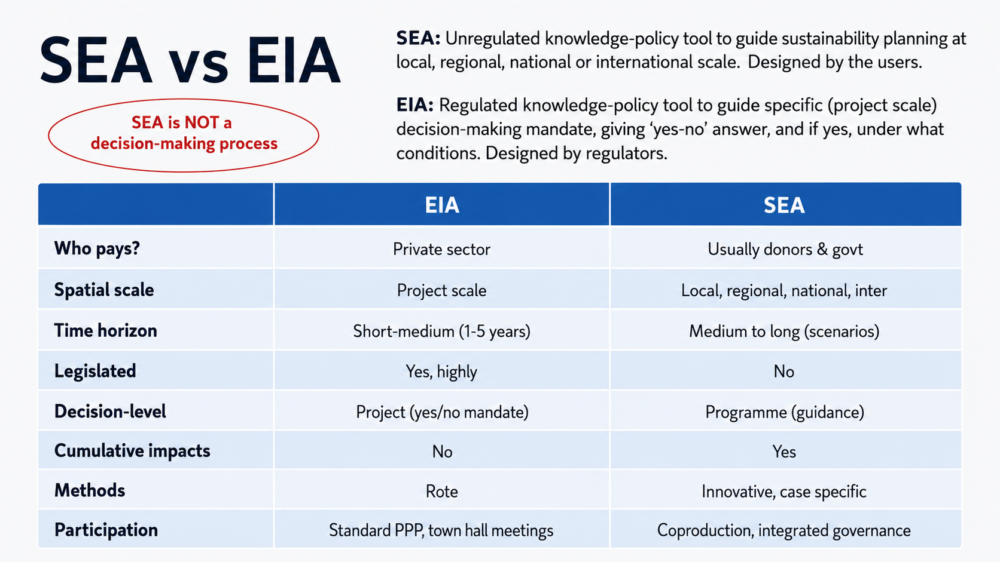 SEA vs EIA
SEA is NOT a
decision-making process
SEA: Unregulated knowledge-policy tool to guide sustainability planning at
local, regional, national or international scale. Designed by the users.
EIA: Regulated knowledge-policy tool to guide specific (project scale)
decision-making mandate, giving ‘yes-no’ answer, and if yes, under what
conditions. Designed by regulators.
EIA SEA
Who pays? Private sector Usually donors & govt
Spatial scale Project scale Local, regional, national, inter
Time horizon Short-medium (1-5 years) Medium to long (scenarios)
Legislated Yes, highly No
Decision-level Project (yes/no mandate) Programme (guidance)
Cumulative impacts No Yes
Methods Rote Innovative, case specific
Participation Standard PPP, town hall meetings Coproduction, integrated governance